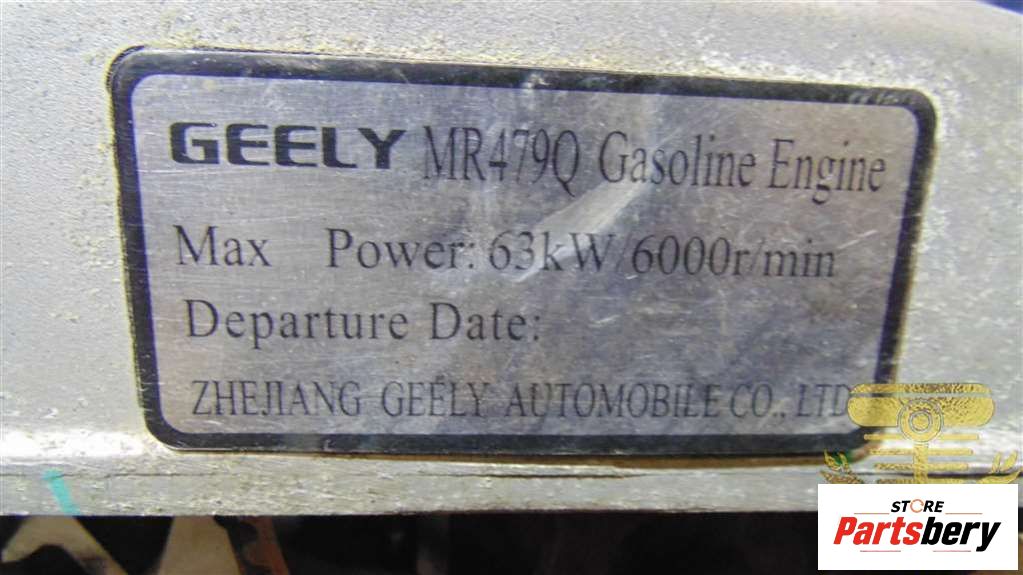 GEELY MR479Q Gasoline Engine
Max Power: 63kW/6000r/min
Departure Date:
ZHEJIANG GEELY AUTOMOBILE CO., LTD
STORE
Partsbery